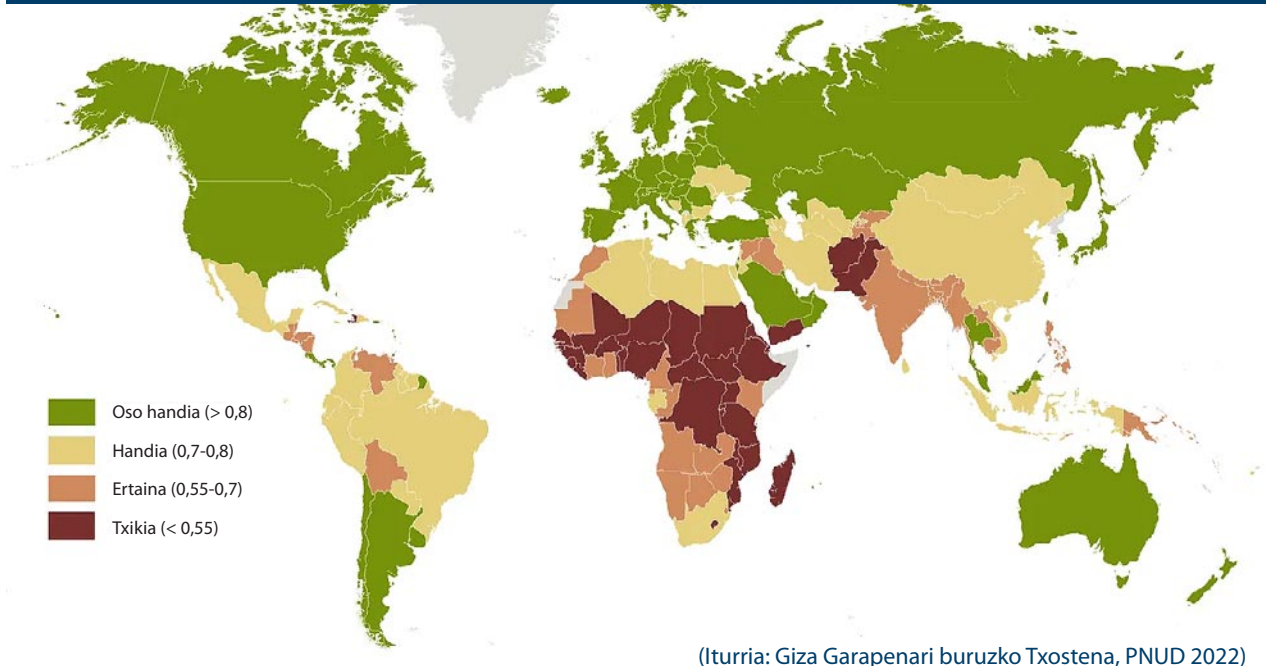 Oso handia (> 0,8)
Handia (0,7-0,8)
Ertaina (0,55-0,7)
Txikia (< 0,55)
(Iturria: Giza Garapenari buruzko Txostena, PNUD 2022)